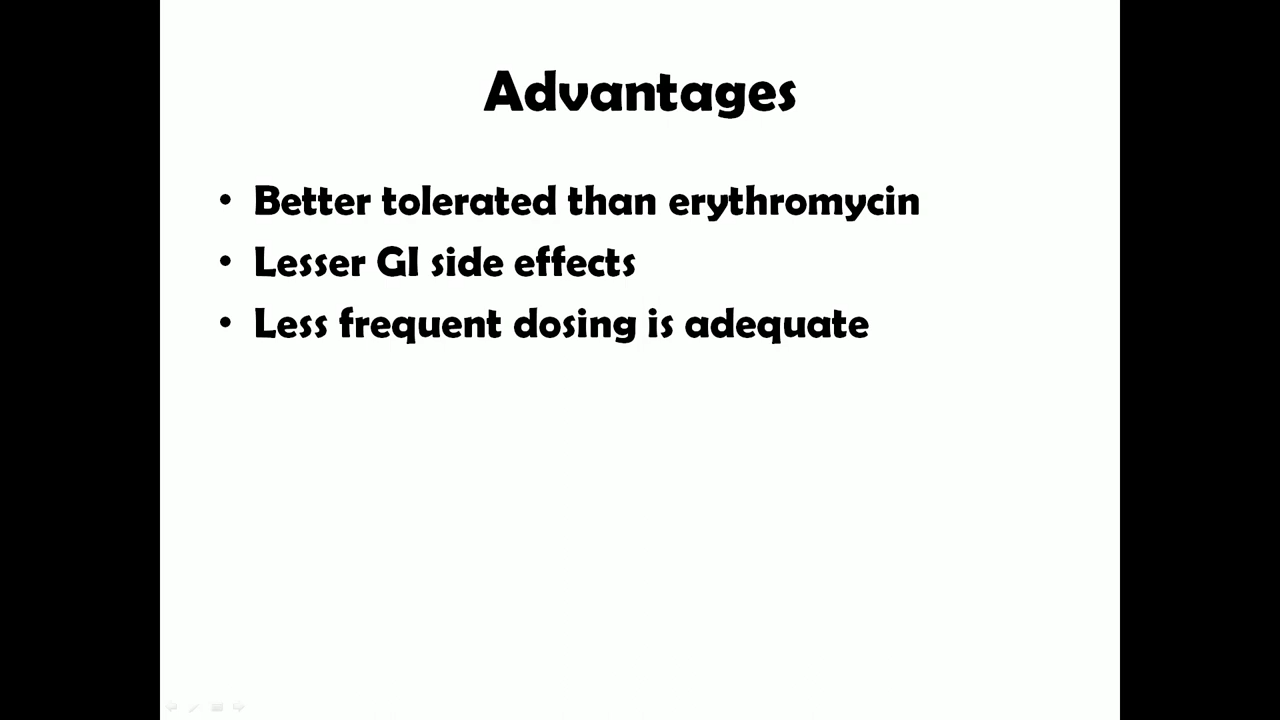 Advantages
• Better tolerated than erythromycin
• Lesser GI side effects
• Less frequent dosing is adequate